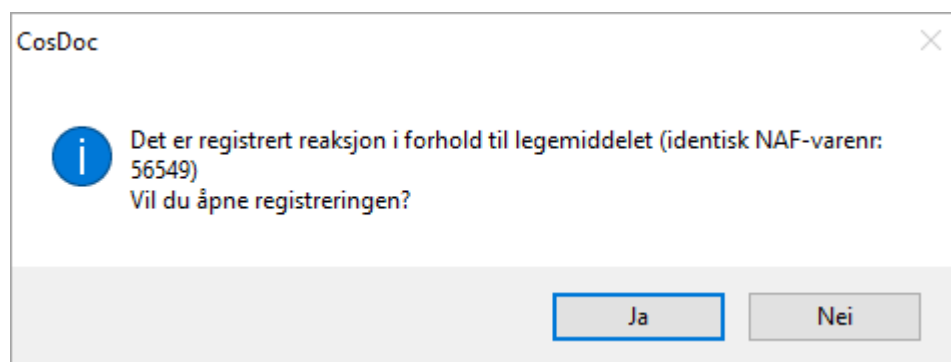 CosDoc
Det er registrert reaksjon i forhold til legemiddelet (identisk NAF-varenr:
56549)
Vil du åpne registreringen?
Ja
Nei